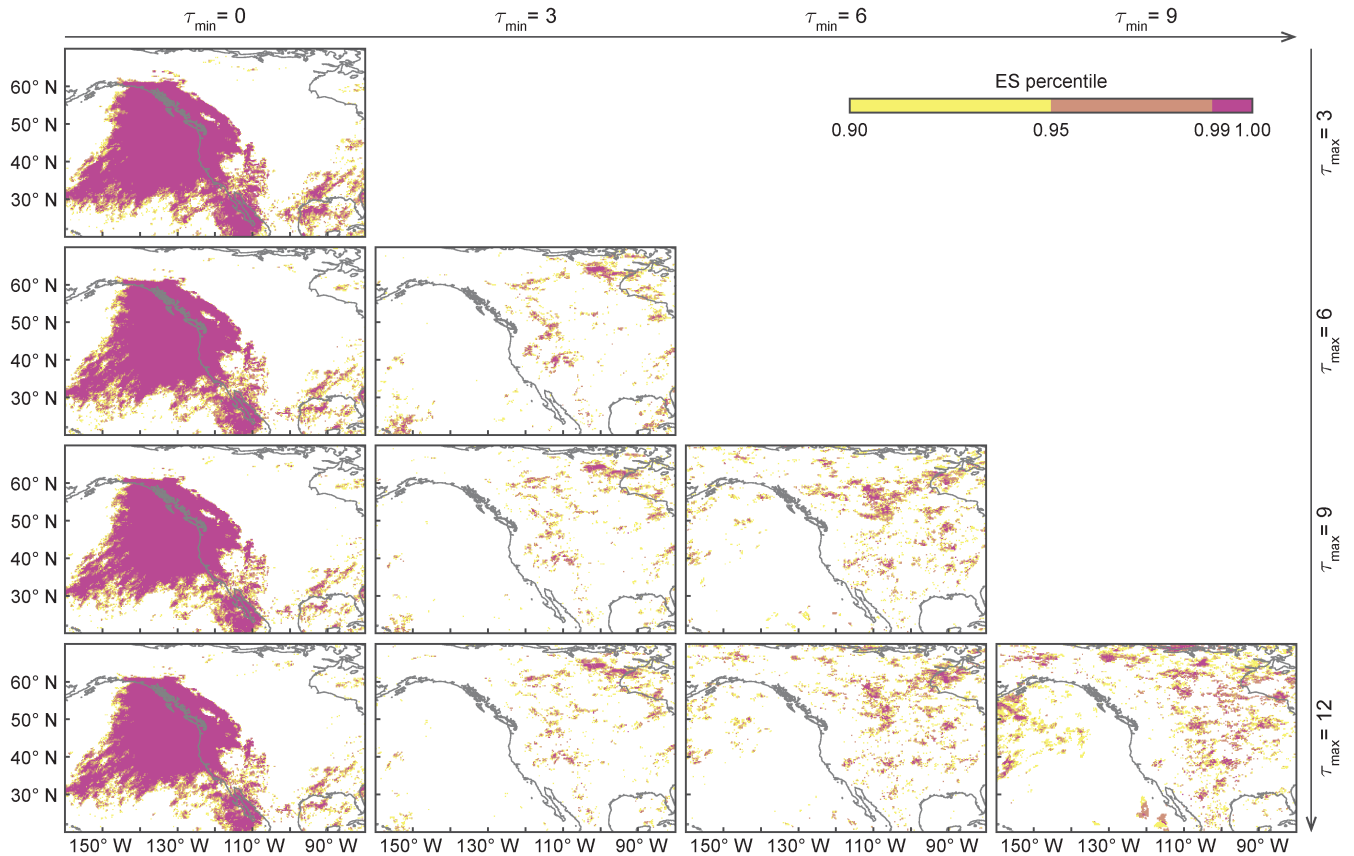 τmin= 0 τmin= 3 τmin= 6 τmin= 9
ES percentile
0.90 0.95 0.99 1.00
60° N
50° N
40° N
30° N
τmax = 3
60° N
50° N
40° N
30° N
τmax = 6
60° N
50° N
40° N
30° N
τmax = 9
60° N
50° N
40° N
30° N
τmax = 12
150° W 130° W 110° W 90° W 150° W 130° W 110° W 90° W 150° W 130° W 110° W 90° W 150° W 130° W 110° W 90° W